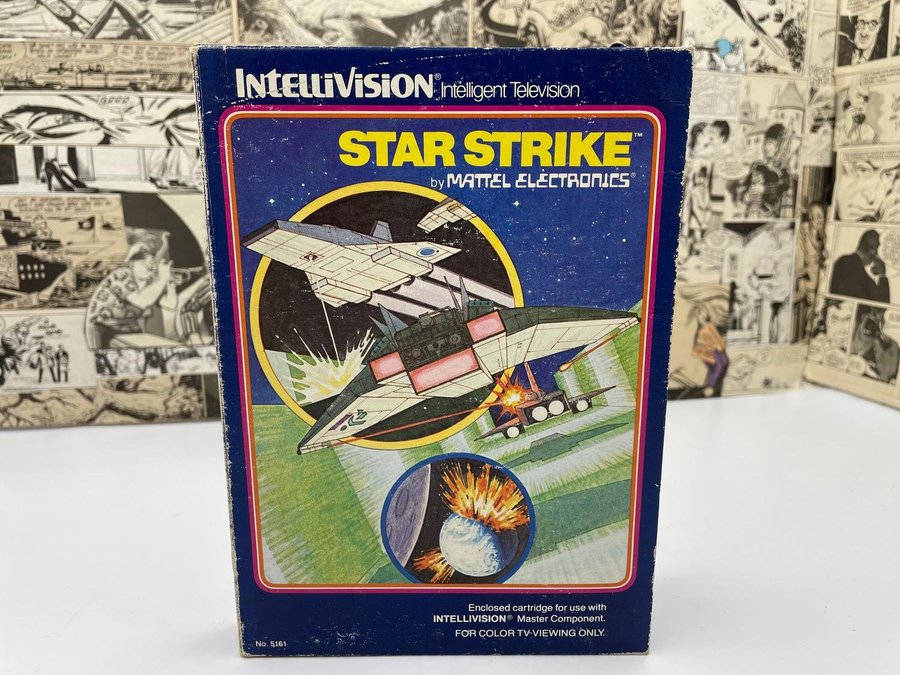 INTELLIVISION® Intelligent Television
STAR STRIKE™
by MATTEL ELECTRONICS®
Enclosed cartridge for use with
INTELLIVISION® Master Component.
FOR COLOR TV VIEWING ONLY.
No. 5161